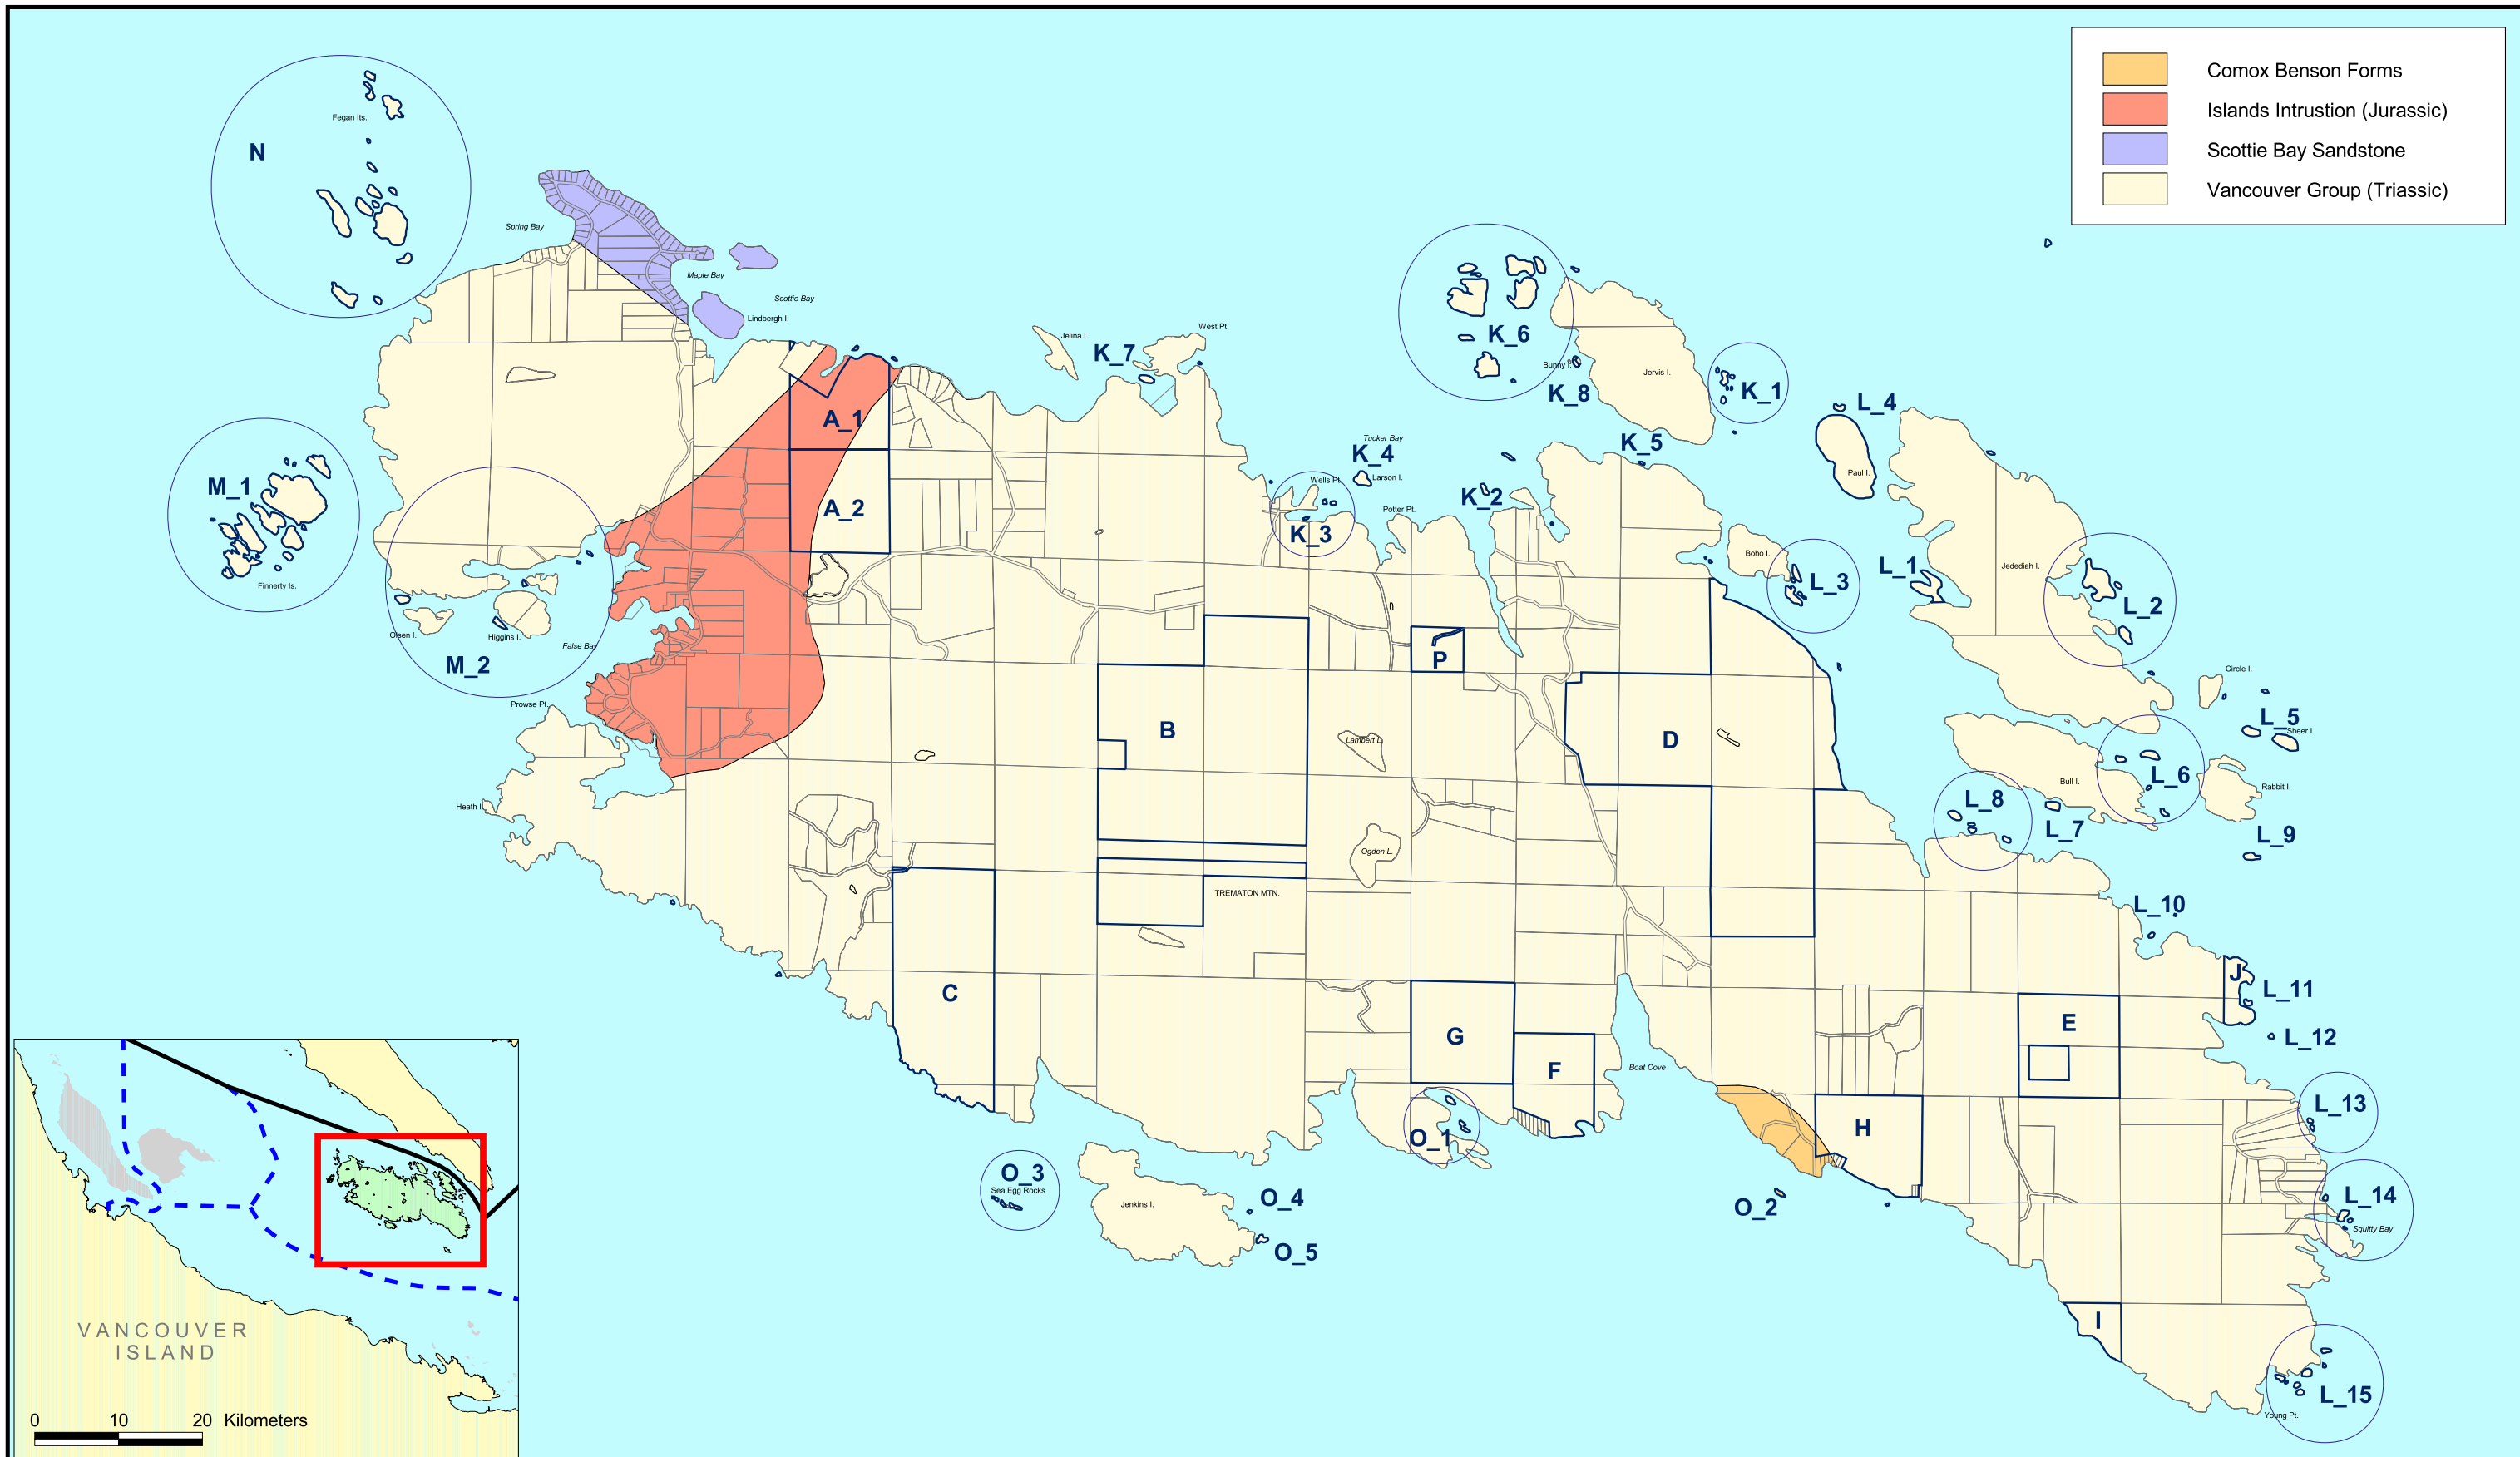 Comox Benson Forms
Islands Intrustion (Jurassic)
Scottie Bay Sandstone
Vancouver Group (Triassic)
Fegan Its.
N
Spring Bay
Maple Bay
Scottie Bay
Lindbergh I.
Jelina I.
West Pt.
K_7
K_6
Bunny I.
K_8
Jervis I.
K_1
A_1
L_4
Tucker Bay
K_4
K_5
Paul I.
Wells Pt.
Larson I.
M_1
K_2
A_2
Potter Pt.
K_3
Boho I.
Finnerty Is.
L_3
L_1
Jedediah I.
L_2
Olsen I.
Higgins I.
False Bay
M_2
P
Circle I.
Prowse Pt.
L_5
Sheer I.
B
Lambert L.
D
L_6
Bull I.
Rabbit I.
L_8
Heath I.
L_7
L_9
Ogden L.
TREMATON MTN.
L_10
J
C
L_11
E
G
L_12
F
Boat Cove
L_13
H
O_1
O_3
Sea Egg Rocks
Jenkins I.
O_4
O_2
L_14
Squitty Bay
O_5
I
L_15
Young Pt.
VANCOUVER
ISLAND
0 10 20 Kilometers